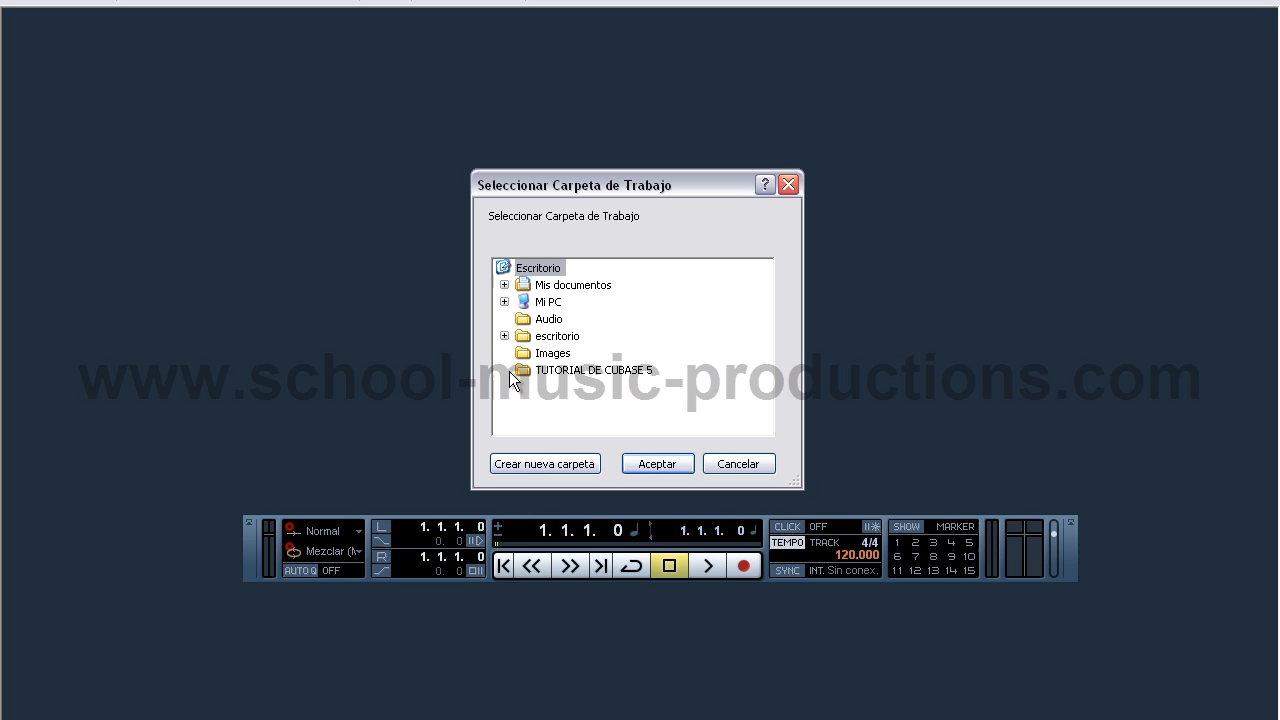 Seleccionar Carpeta de Trabajo
Seleccionar Carpeta de Trabajo
Escritorio
Mis documentos
Mi PC
Audio
escritorio
Images
TUTORIAL DE CUBASE 5
www.school-music-productions.com
Crear nueva carpeta Aceptar Cancelar
Normal L 1. 1. 1. 0 1. 1. 1. 0 1. 1. 1. 0 CLICK OFF SHOW MARKER
0. 0
1 2 3 4 5
TEMPO TRACK 4/4
Mezclar (M R 1. 1. 1. 0 120.000 6 7 8 9 10
AUTO Q OFF 0. 0 SYNC INT. Sin conex. 11 12 13 14 15